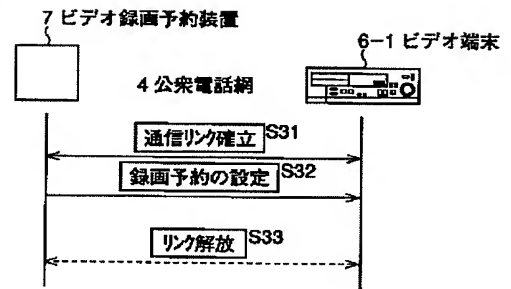 7 ビデオ録画予約装置
6-1 ビデオ端末
4 公衆電話網
通信リンク確立 S31
録画予約の設定 S32
リンク解放 S33